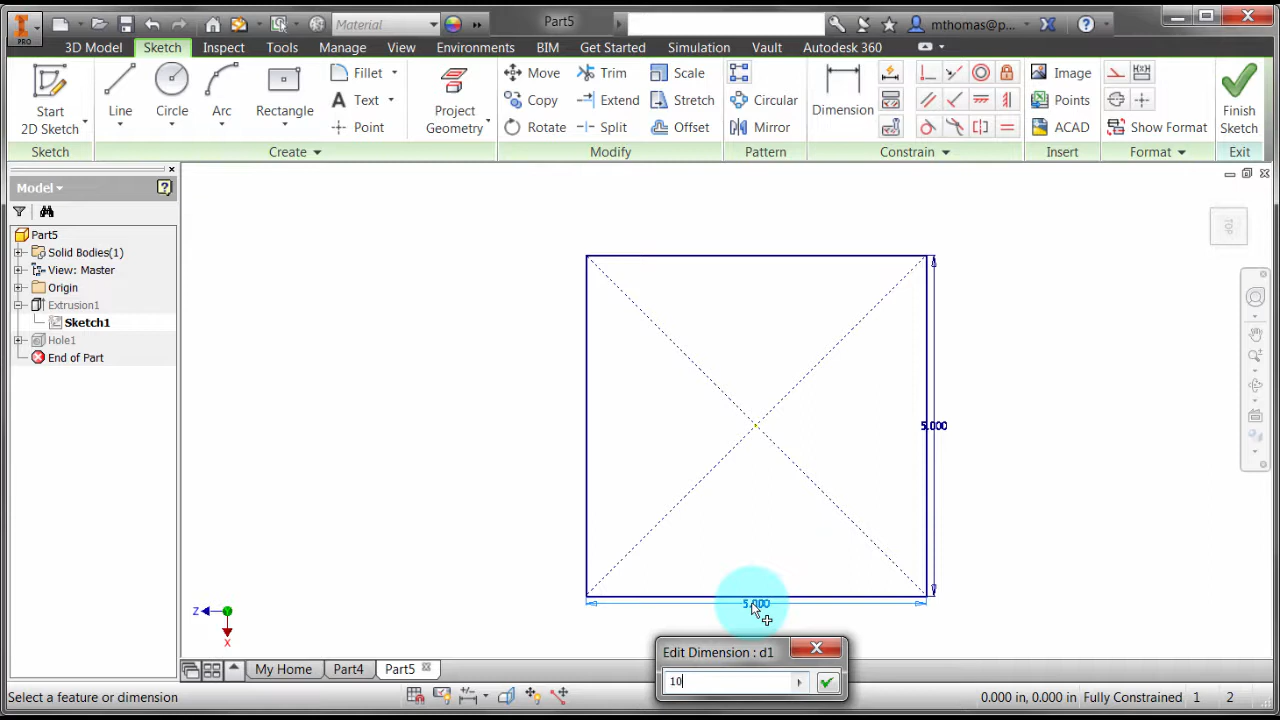 Material
Part5
mthomas@p...
PRO
3D Model Sketch Inspect Tools Manage View Environments BIM Get Started Simulation Vault Autodesk 360
Start
2D Sketch
Line
Circle
Arc
Rectangle
Fillet
Text
Point
Project
Geometry
Move
Copy
Rotate
Trim
Extend
Split
Scale
Stretch
Offset
Circular
Mirror
Dimension
Image
Points
ACAD
Show Format
Finish
Sketch
Sketch Create Modify Pattern Constrain Insert Format Exit
Model
Part5
Solid Bodies(1)
View: Master
Origin
Extrusion1
Sketch1
Hole1
End of Part
TOP
5.000
5.000
Z
X
Edit Dimension : d1
10
My Home Part4 Part5
Select a feature or dimension
0.000 in, 0.000 in Fully Constrained 1 2